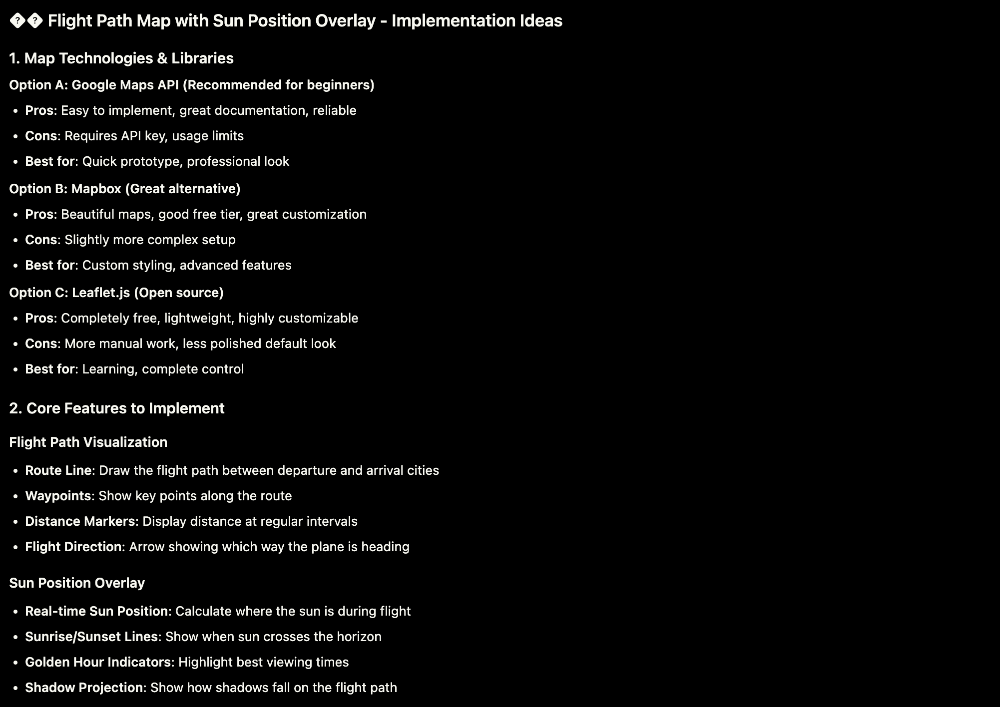 �� Flight Path Map with Sun Position Overlay - Implementation Ideas
1. Map Technologies & Libraries
Option A: Google Maps API (Recommended for beginners)
• Pros: Easy to implement, great documentation, reliable
• Cons: Requires API key, usage limits
• Best for: Quick prototype, professional look
Option B: Mapbox (Great alternative)
• Pros: Beautiful maps, good free tier, great customization
• Cons: Slightly more complex setup
• Best for: Custom styling, advanced features
Option C: Leaflet.js (Open source)
• Pros: Completely free, lightweight, highly customizable
• Cons: More manual work, less polished default look
• Best for: Learning, complete control
2. Core Features to Implement
Flight Path Visualization
• Route Line: Draw the flight path between departure and arrival cities
• Waypoints: Show key points along the route
• Distance Markers: Display distance at regular intervals
• Flight Direction: Arrow showing which way the plane is heading
Sun Position Overlay
• Real-time Sun Position: Calculate where the sun is during flight
• Sunrise/Sunset Lines: Show when sun crosses the horizon
• Golden Hour Indicators: Highlight best viewing times
• Shadow Projection: Show how shadows fall on the flight path